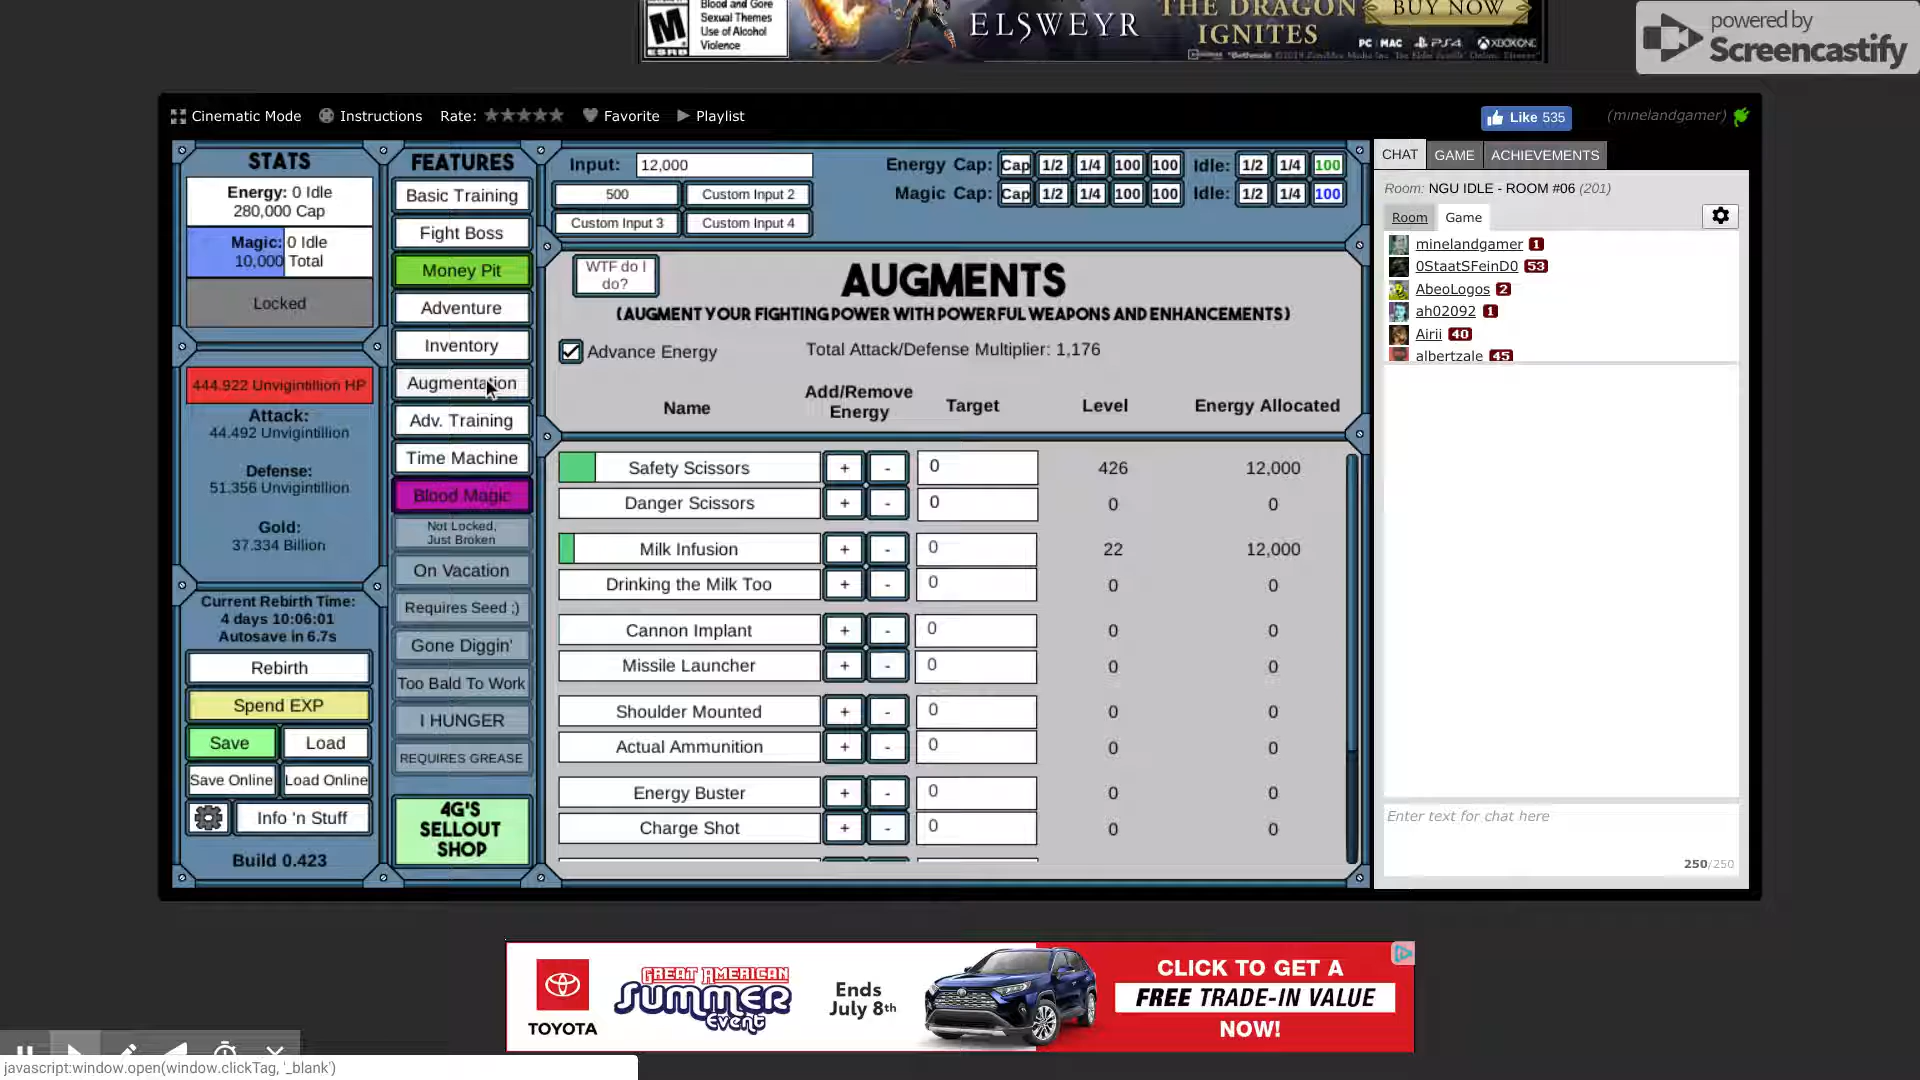 Blood and Gore
Sexual Themes
Use of Alcohol
Violence
M
ESRB
ELSWEYR
THE DRAGON
IGNITES
BUY NOW
PC MAC PS4 XBOXONE
powered by
Screencastify
Cinematic Mode
Instructions
Rate:
Favorite
Playlist
Like 535
(minelandgamer)
STATS
Energy: 0 Idle
280,000 Cap
Magic: 0 Idle
10,000 Total
Locked
444.922 Unvigintillion HP
Attack:
44.492 Unvigintillion
Defense:
51.356 Unvigintillion
Gold:
37.334 Billion
Current Rebirth Time:
4 days 10:06:01
Autosave in 6.7s
Rebirth
Spend EXP
Save Load
Save Online Load Online
Info 'n Stuff
Build 0.423
FEATURES
Basic Training
Fight Boss
Money Pit
Adventure
Inventory
Augmentation
Adv. Training
Time Machine
Blood Magic
Not Locked,
Just Broken
On Vacation
Requires Seed ;)
Gone Diggin'
Too Bald To Work
I HUNGER
REQUIRES GREASE
4G'S
SELLOUT
SHOP
Input: 12,000
500 Custom Input 2
Custom Input 3 Custom Input 4
Energy Cap: Cap 1/2 1/4 100 100 Idle: 1/2 1/4 100
Magic Cap: Cap 1/2 1/4 100 100 Idle: 1/2 1/4 100
WTF do I
do?
AUGMENTS
(AUGMENT YOUR FIGHTING POWER WITH POWERFUL WEAPONS AND ENHANCEMENTS)
Advance Energy
Total Attack/Defense Multiplier: 1,176
Name
Add/Remove
Energy
Target
Level
Energy Allocated
Safety Scissors + - 0 426 12,000
Danger Scissors + - 0 0 0
Milk Infusion + - 0 22 12,000
Drinking the Milk Too + - 0 0 0
Cannon Implant + - 0 0 0
Missile Launcher + - 0 0 0
Shoulder Mounted + - 0 0 0
Actual Ammunition + - 0 0 0
Energy Buster + - 0 0 0
Charge Shot + - 0 0 0
CHAT GAME ACHIEVEMENTS
Room: NGU IDLE - ROOM #06 (201)
Room Game
minelandgamer 1
0StaatSFeinD0 53
AbeoLogos 2
ah02092 1
Airii 40
albertzale 45
Enter text for chat here
250/250
TOYOTA
GREAT AMERICAN
SUMMER
Event
Ends
July 8th
CLICK TO GET A
FREE TRADE-IN VALUE
NOW!
javascript:window.open(window.clickTag, '_blank')